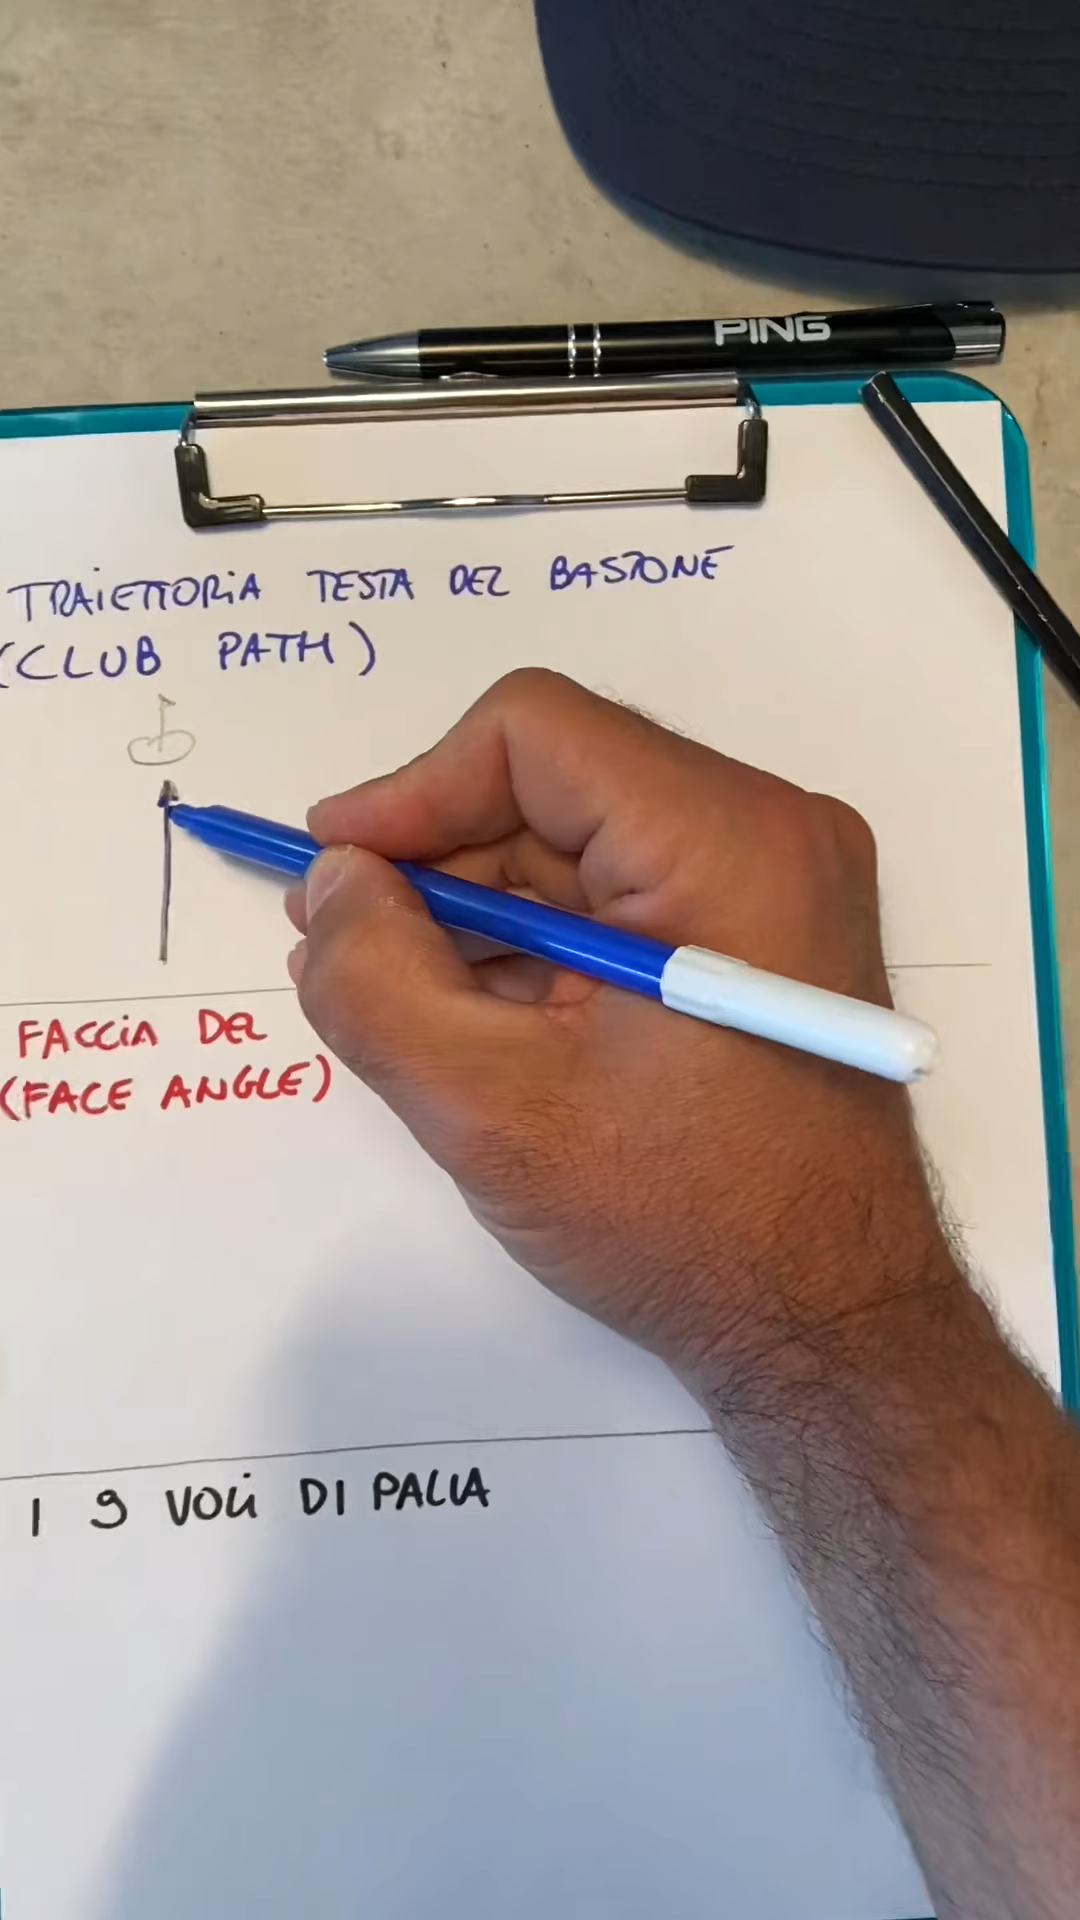 PING
TRAIETTORIA TESTA DEL BASTONE
(CLUB PATH)
FACCIA DEL
(FACE ANGLE)
I 9 VOLI DI PALLA